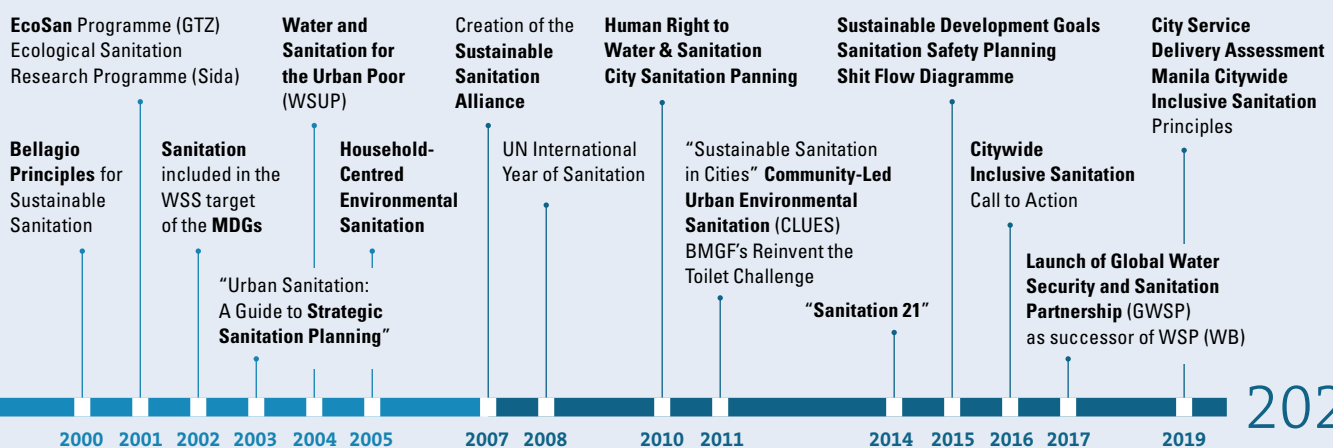 EcoSan Programme (GTZ)
Ecological Sanitation
Research Programme (Sida)
Water and
Sanitation for
the Urban Poor
(WSUP)
Creation of the
Sustainable
Sanitation
Alliance
Human Right to
Water & Sanitation
City Sanitation Panning
Sustainable Development Goals
Sanitation Safety Planning
Shit Flow Diagramme
City Service
Delivery Assessment
Manila Citywide
Inclusive Sanitation
Principles
Bellagio
Principles for
Sustainable
Sanitation
Sanitation
included in the
WSS target
of the MDGs
Household-
Centred
Environmental
Sanitation
UN International
Year of Sanitation
“Sustainable Sanitation
in Cities” Community-Led
Urban Environmental
Sanitation (CLUES)
BMGF’s Reinvent the
Toilet Challenge
Citywide
Inclusive Sanitation
Call to Action
“Urban Sanitation:
A Guide to Strategic
Sanitation Planning”
“Sanitation 21”
Launch of Global Water
Security and Sanitation
Partnership (GWSP)
as successor of WSP (WB)
202
2000 2001 2002 2003 2004 2005 2007 2008 2010 2011 2014 2015 2016 2017 2019